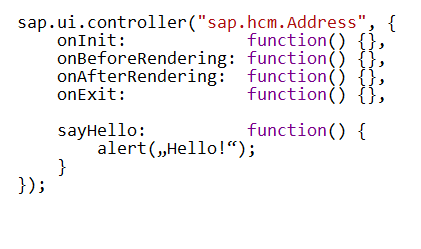 sap.ui.controller("sap.hcm.Address", {
    onInit:            function() {},
    onBeforeRendering: function() {},
    onAfterRendering:  function() {},
    onExit:            function() {},

    sayHello:          function() {
        alert(„Hello!“);
    }
});